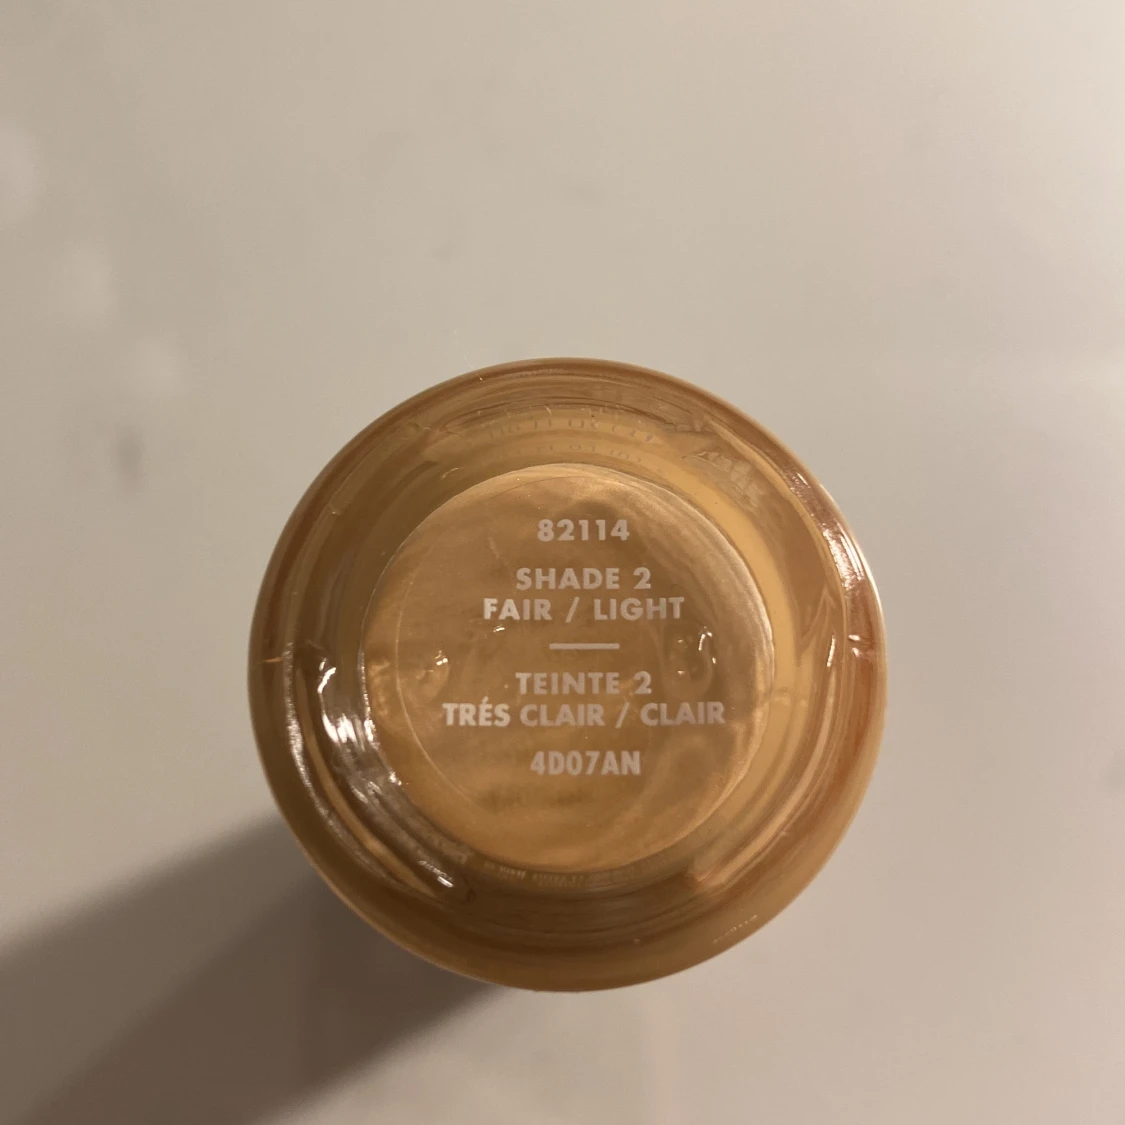 82114
SHADE 2
FAIR / LIGHT
TEINTE 2
TRÉS CLAIR / CLAIR
4D07AN